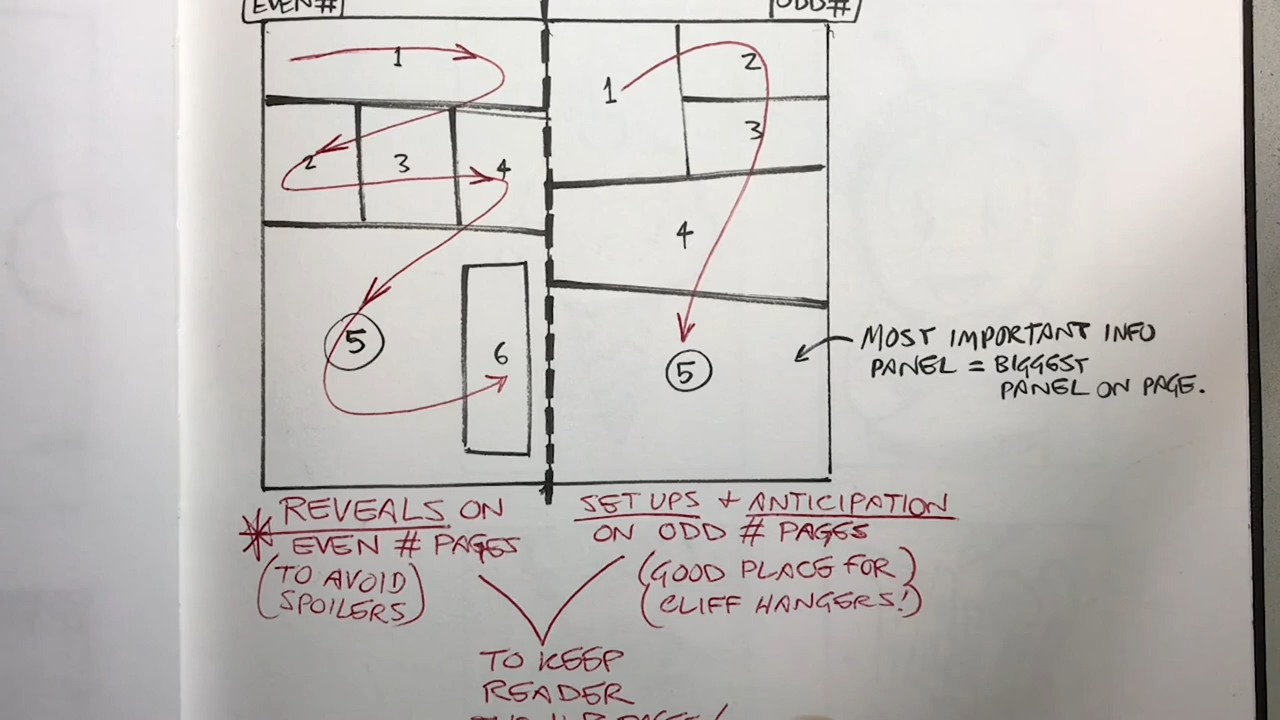 EVEN#
ODD#
1
2
3
4
5
6
1
2
3
4
5
MOST IMPORTANT INFO
PANEL = BIGGEST
PANEL ON PAGE.
* REVEALS ON
EVEN # PAGES
(TO AVOID
SPOILERS)
SET UPS + ANTICIPATION
ON ODD # PAGES
(GOOD PLACE FOR)
(CLIFF HANGERS!)
TO KEEP
READER